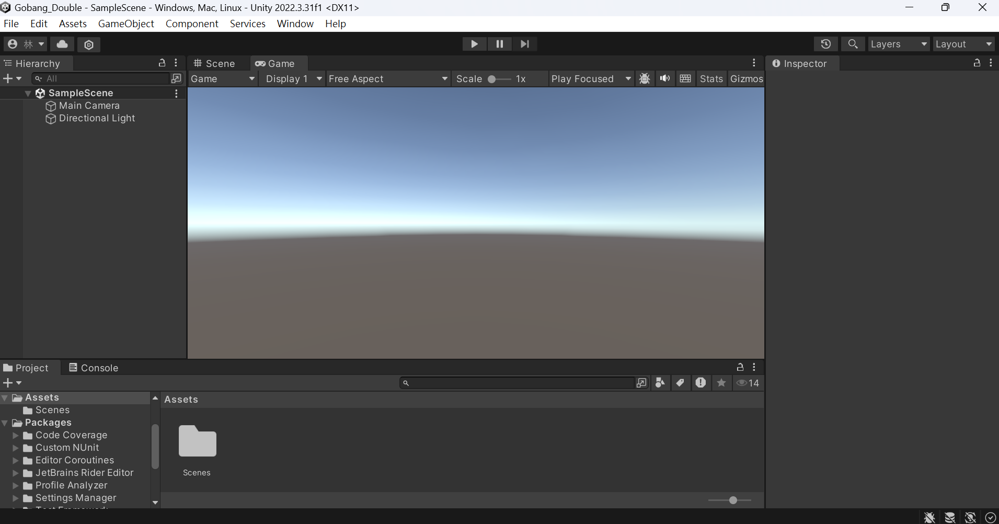 Gobang_Double - SampleScene - Windows, Mac, Linux - Unity 2022.3.31f1 <DX11>
File Edit Assets GameObject Component Services Window Help
林 Layers Layout
Hierarchy Scene Game Inspector
All Game Display 1 Free Aspect Scale 1x Play Focused Stats Gizmos
SampleScene
Main Camera
Directional Light
Project Console
14
Assets
Scenes
Packages
Code Coverage
Custom NUnit
Editor Coroutines
JetBrains Rider Editor
Profile Analyzer
Settings Manager
Assets
Scenes